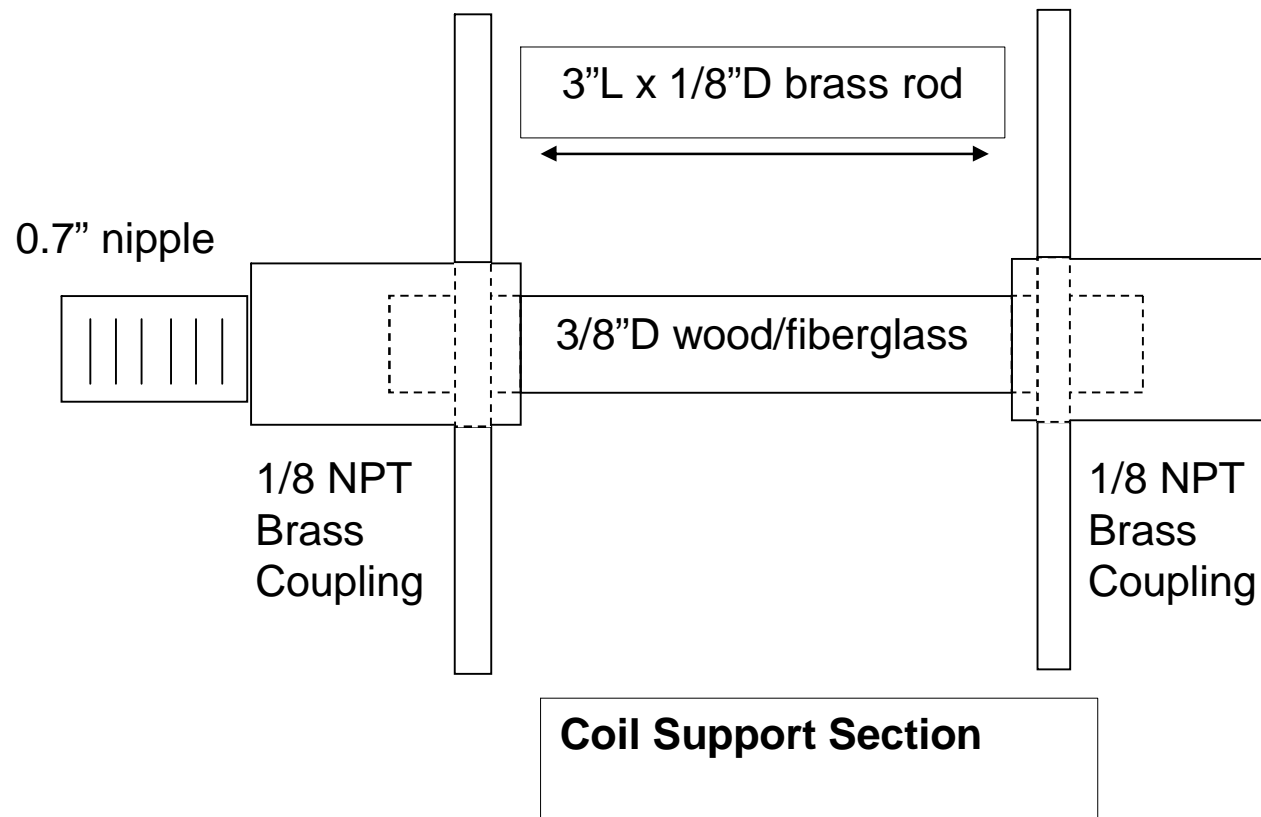 3”L x 1/8”D brass rod
0.7” nipple
3/8”D wood/fiberglass
1/8 NPT
Brass
Coupling
1/8 NPT
Brass
Coupling
Coil Support Section